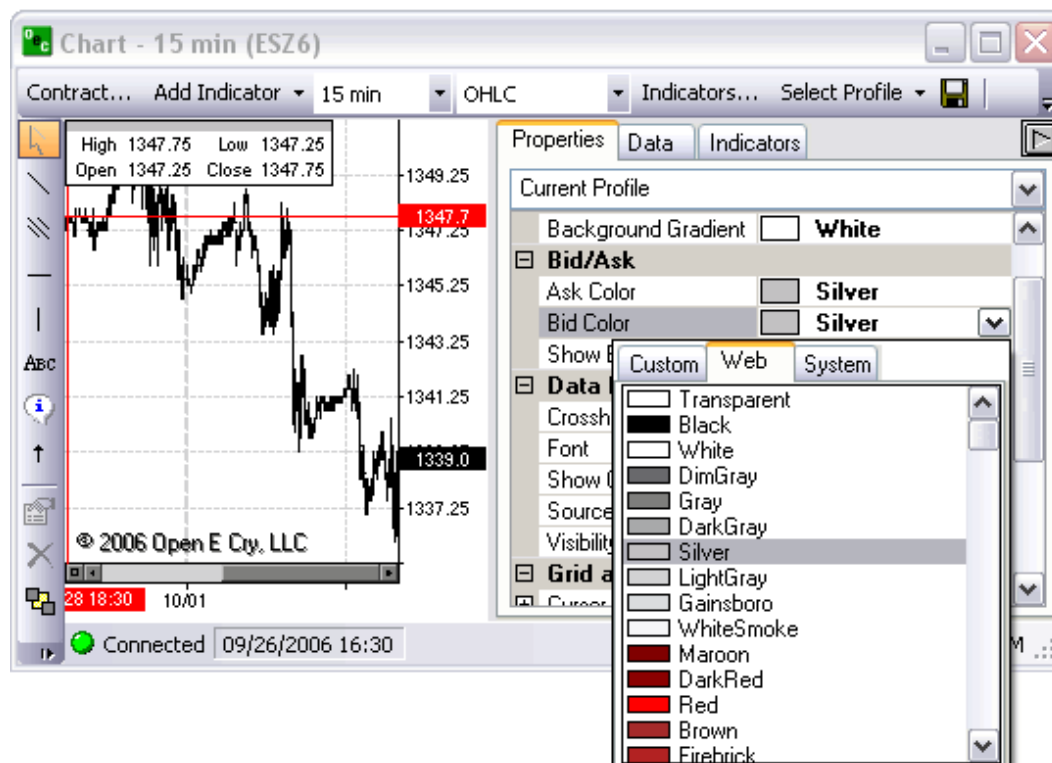 Chart - 15 min (ESZ6)
Contract... Add Indicator 15 min OHLC Indicators... Select Profile
High 1347.75 Low 1347.25
Open 1347.25 Close 1347.75
Properties Data Indicators
Current Profile
Background Gradient White
Bid/Ask
Ask Color Silver
Bid Color Silver
Show
Data
Crossh
Font
Show
Source
Visibility
Grid a
Cursor
Custom Web System
Transparent
Black
White
DimGray
Gray
DarkGray
Silver
LightGray
Gainsboro
WhiteSmoke
Maroon
DarkRed
Red
Brown
Firebrick
1349.25
1347.7
1347.25
1345.25
1343.25
1341.25
1339.0
1337.25
ABC
© 2006 Open E Cry, LLC
28 18:30 10/01
Connected 09/26/2006 16:30
M